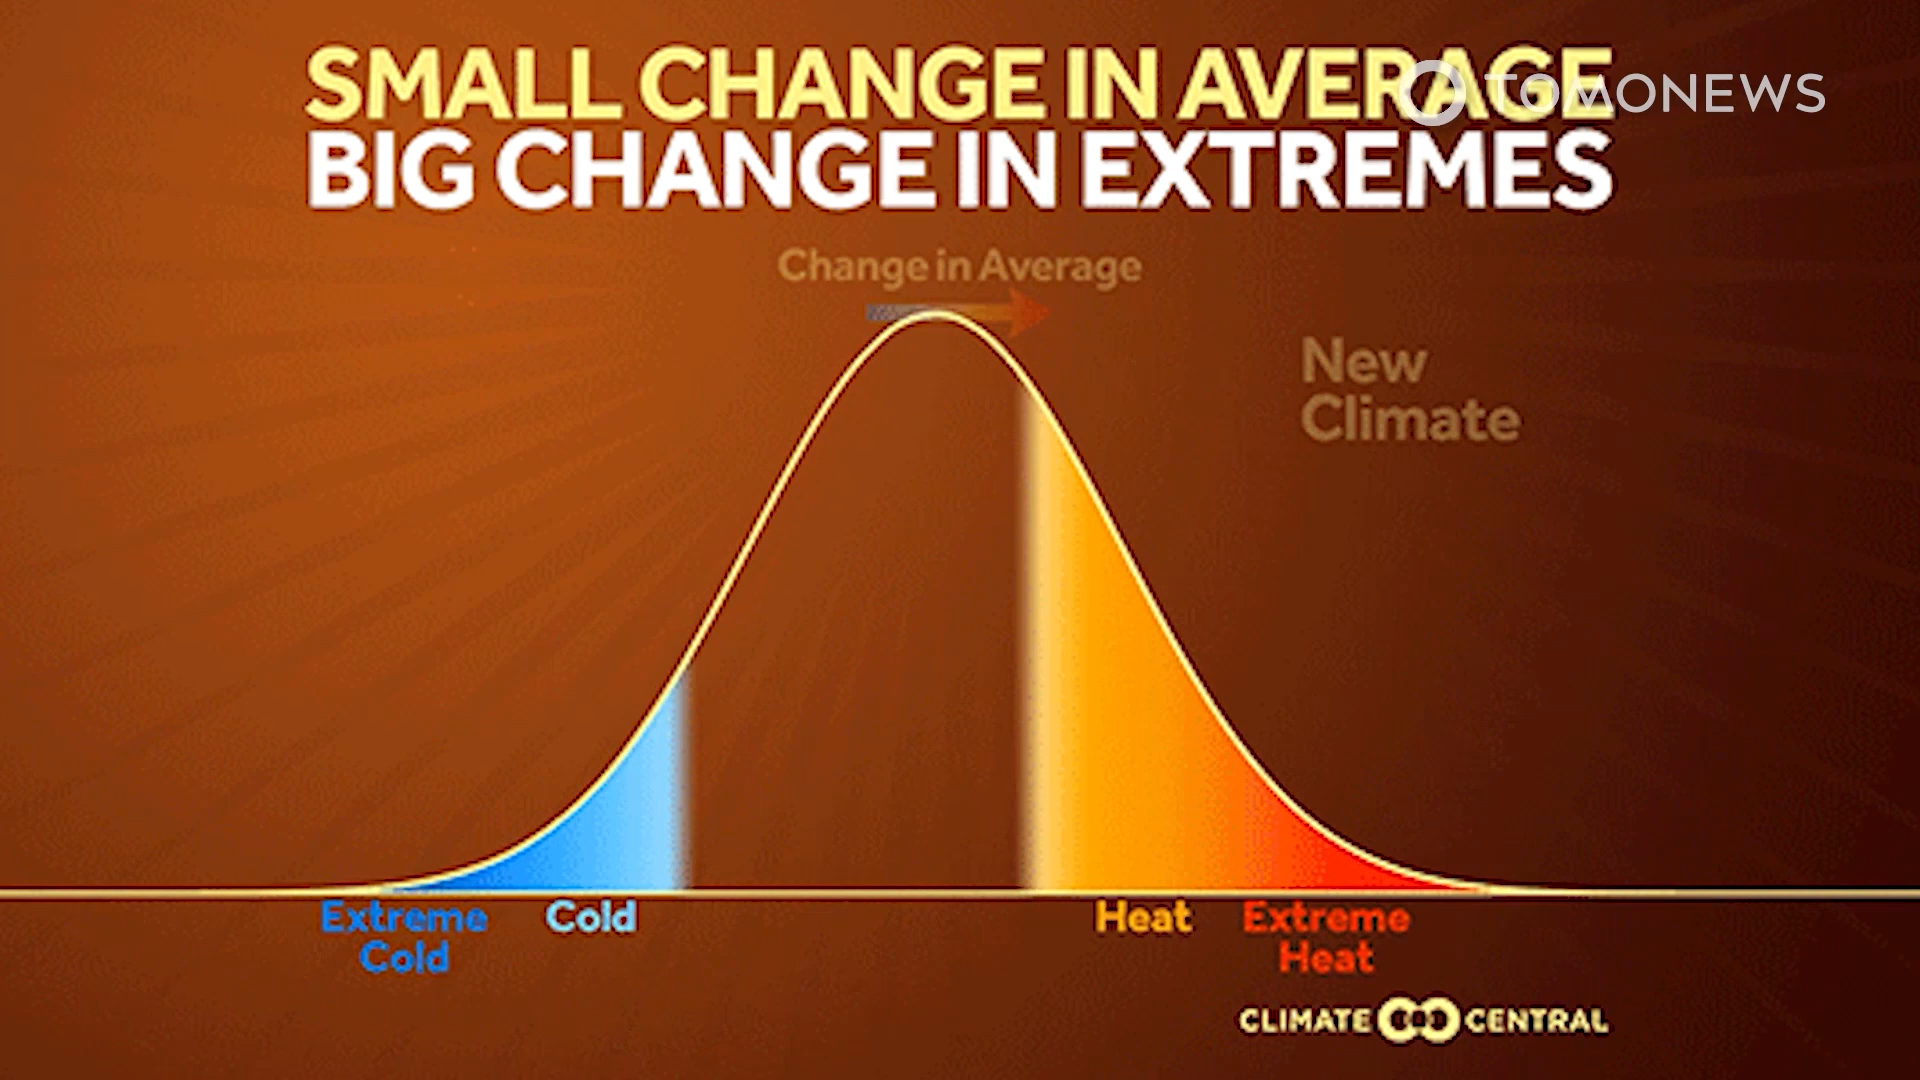 SMALL CHANGE IN AVERAGE
TOMONEWS
BIG CHANGE IN EXTREMES
Change in Average
New
Climate
Extreme
Cold
Cold
Heat
Extreme
Heat
CLIMATE CENTRAL